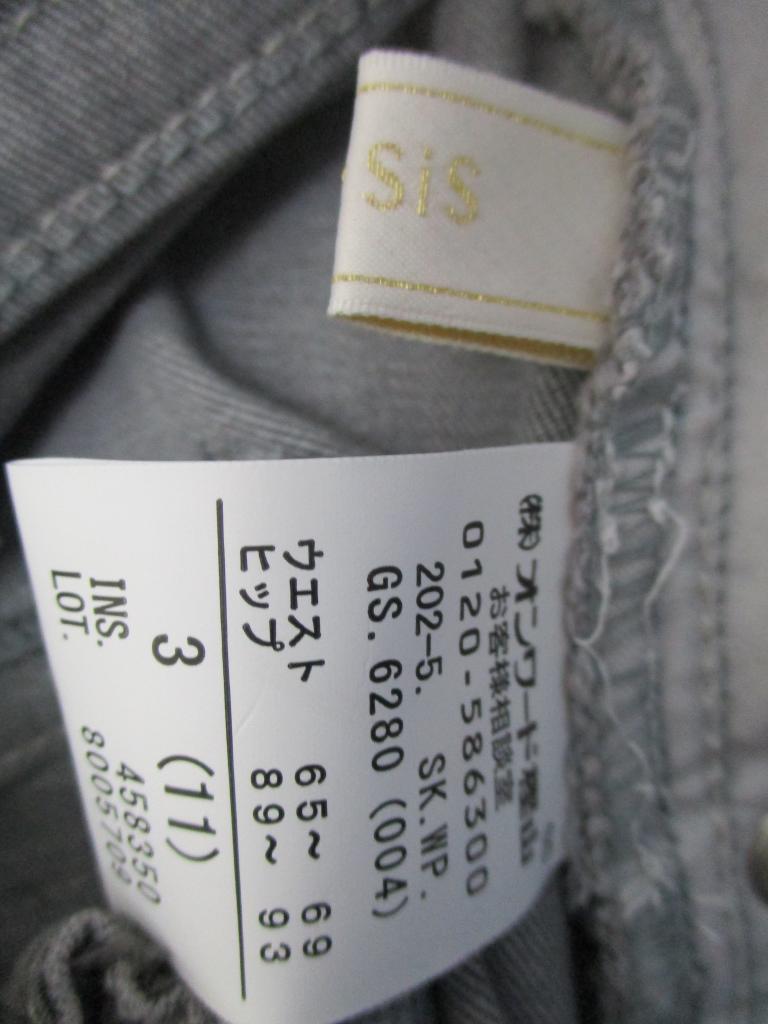 SiS
(株)オンワード樫山
お客様相談室
0120-586300
202-5. SK.WP.
GS.6280(004)
ウエスト 65~ 69
ヒップ 89~ 93
3 (11)
INS. 458350
LOT. 8005709